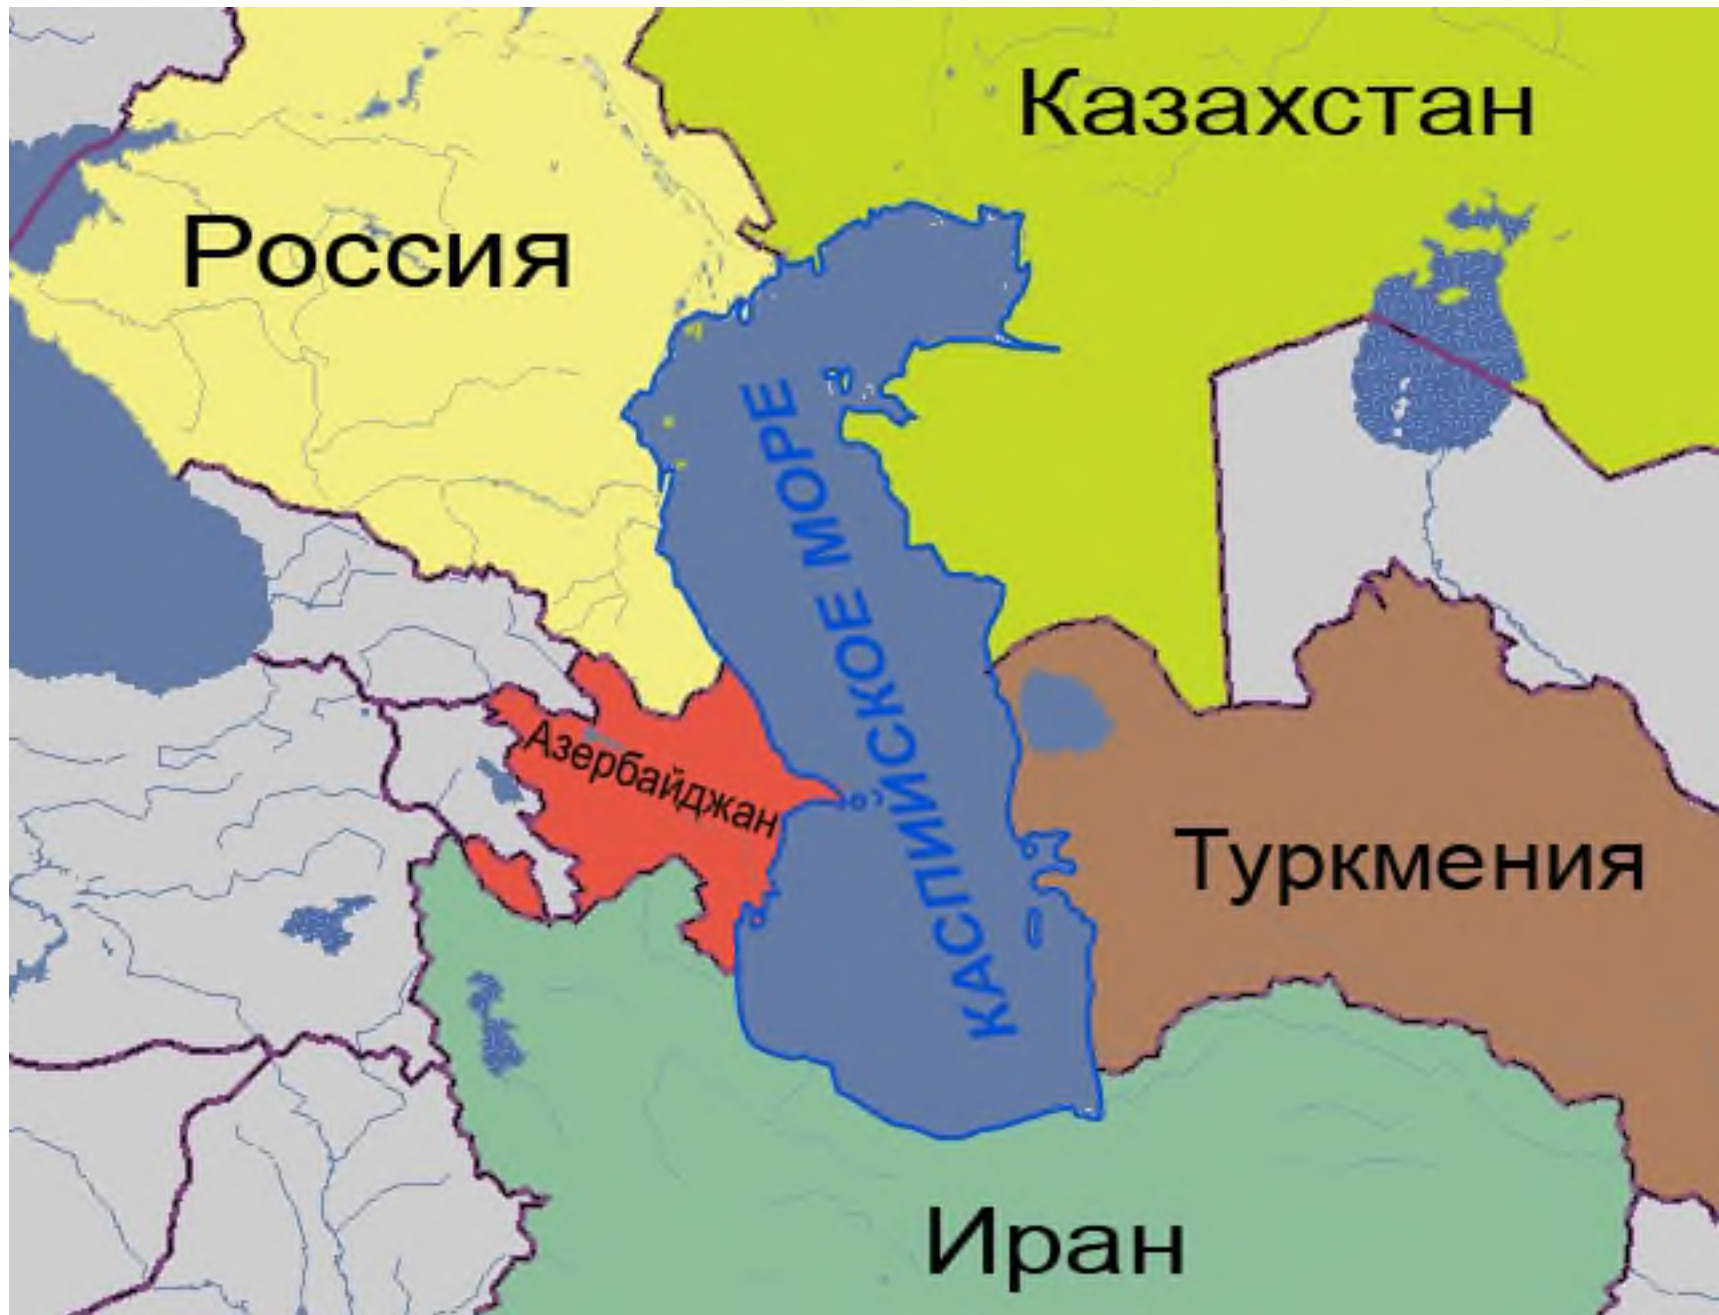 Казахстан
Россия
КАСПИЙСКОЕ МОРЕ
Азербайджан
Туркмения
Иран